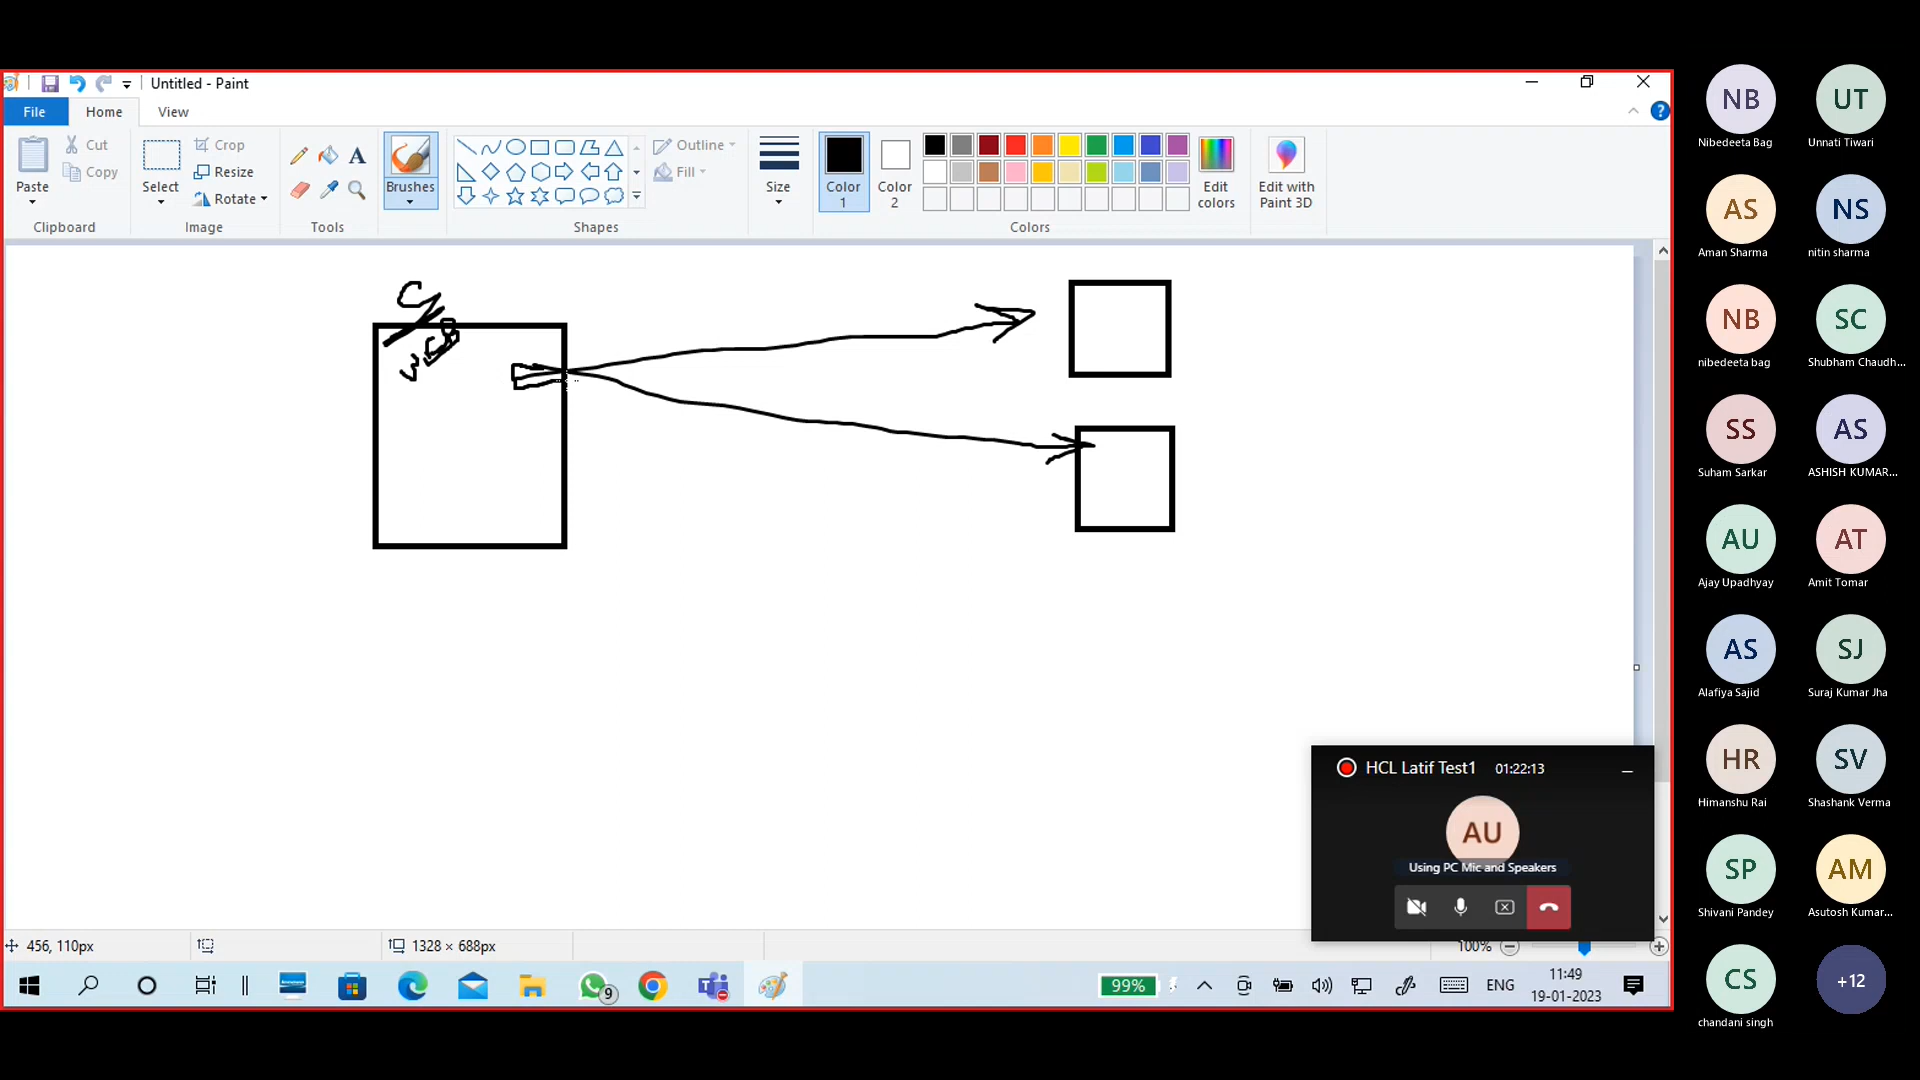 Untitled - Paint
File Home View
Cut
Copy
Paste
Clipboard
Select
Crop
Resize
Rotate
Image
A
Tools
Brushes
Shapes
Outline
Fill
Size
Color 1
Color 2
Edit colors
Colors
Edit with Paint 3D
?
C
HCL Latif Test1 01:22:13
AU
Using PC Mic and Speakers
456, 110px
1328 × 688px
100%
9
99%
ENG
11:49
19-01-2023
NB
Nibedeeta Bag
UT
Unnati Tiwari
AS
Aman Sharma
NS
nitin sharma
NB
nibedeeta bag
SC
Shubham Chaudh...
SS
Suham Sarkar
AS
ASHISH KUMAR...
AU
Ajay Upadhyay
AT
Amit Tomar
AS
Alafiya Sajid
SJ
Suraj Kumar Jha
HR
Himanshu Rai
SV
Shashank Verma
SP
Shivani Pandey
AM
Asutosh Kumar...
CS
chandani singh
+12